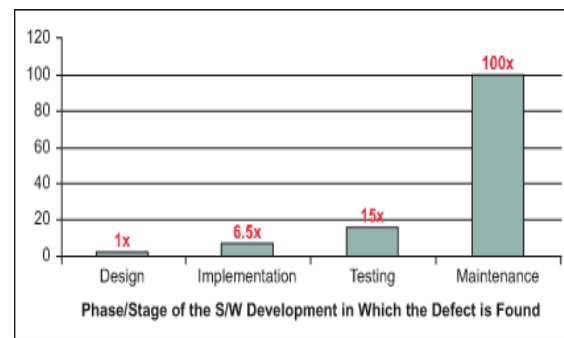 120
100
80
60
40
20
0
1x
6.5x
15x
100x
Design Implementation Testing Maintenance
Phase/Stage of the S/W Development in Which the Defect is Found